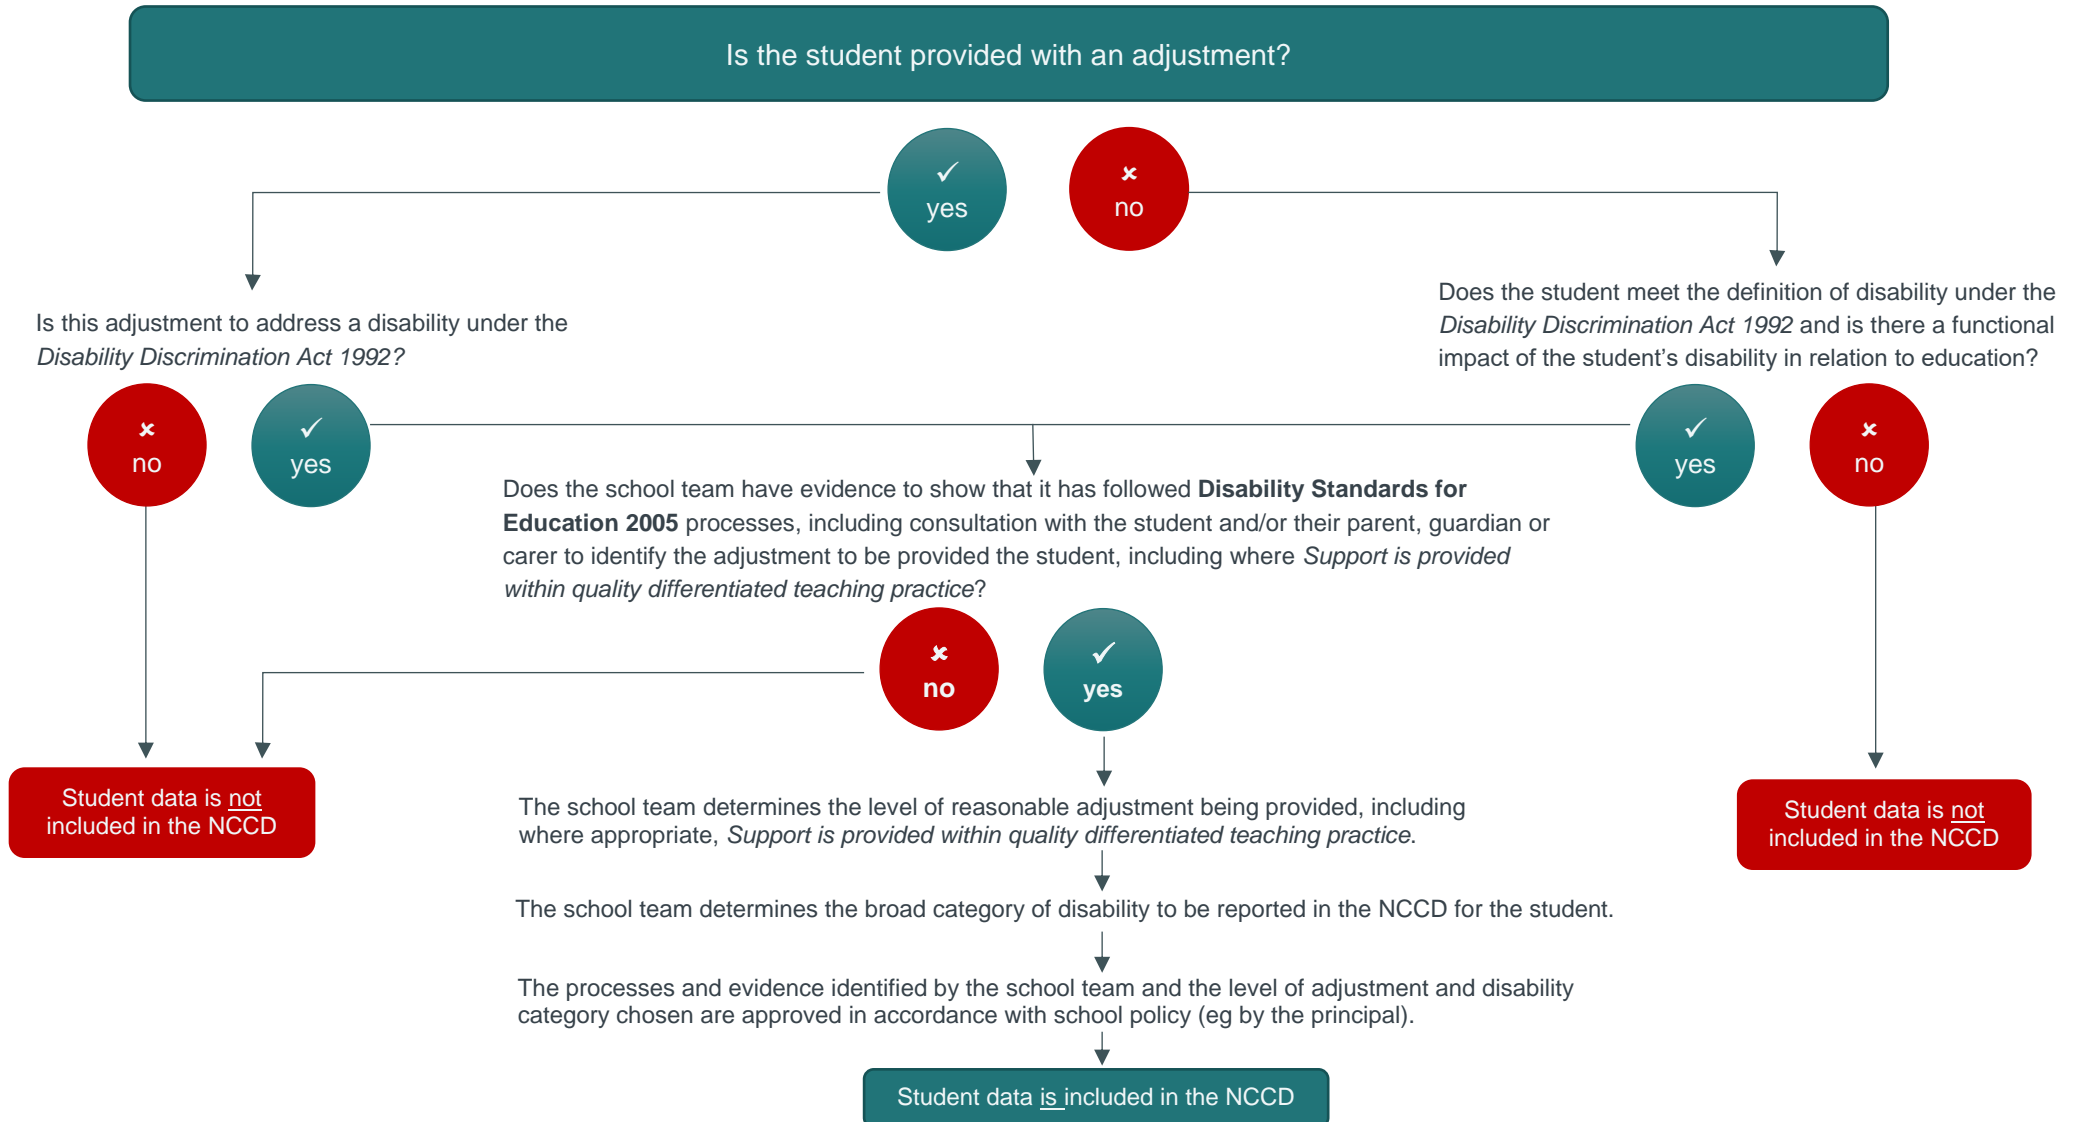 Is the student provided with an adjustment?
✓
yes
✘
no
Is this adjustment to address a disability under the
Disability Discrimination Act 1992?
Does the student meet the definition of disability under the
Disability Discrimination Act 1992 and is there a functional
impact of the student’s disability in relation to education?
✘
no
✓
yes
✓
yes
✘
no
Does the school team have evidence to show that it has followed Disability Standards for
Education 2005 processes, including consultation with the student and/or their parent, guardian or
carer to identify the adjustment to be provided the student, including where Support is provided
within quality differentiated teaching practice?
✘
no
✓
yes
Student data is not
included in the NCCD
Student data is not
included in the NCCD
The school team determines the level of reasonable adjustment being provided, including
where appropriate, Support is provided within quality differentiated teaching practice.
The school team determines the broad category of disability to be reported in the NCCD for the student.
The processes and evidence identified by the school team and the level of adjustment and disability
category chosen are approved in accordance with school policy (eg by the principal).
Student data is included in the NCCD